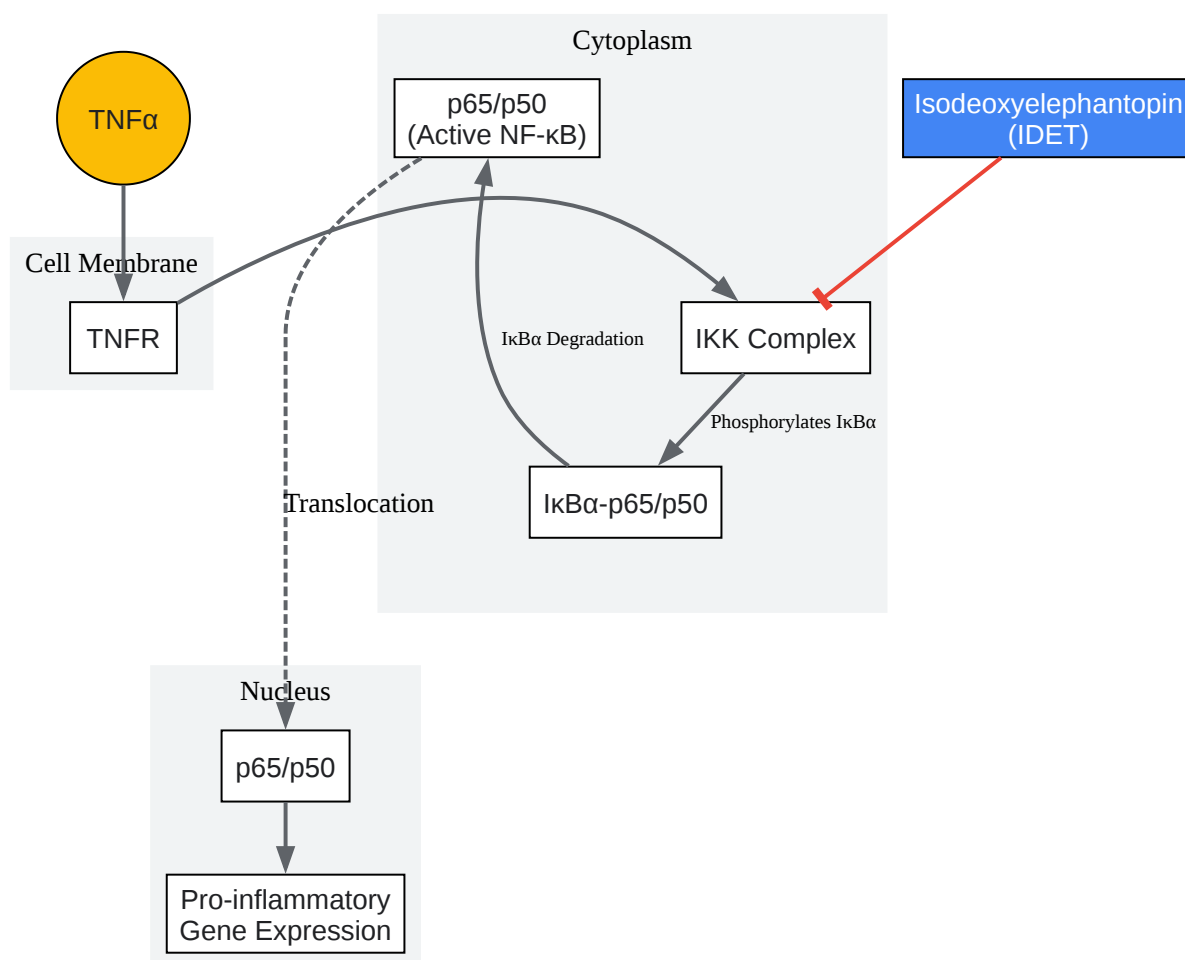 Cytoplasm
TNFα
p65/p50
(Active NF-κB)
Isodeoxyelephantopin
(IDET)
Cell Membrane
TNFR
IκBα Degradation
IKK Complex
Phosphorylates IκBα
IκBα-p65/p50
Translocation
Nucleus
p65/p50
Pro-inflammatory
Gene Expression